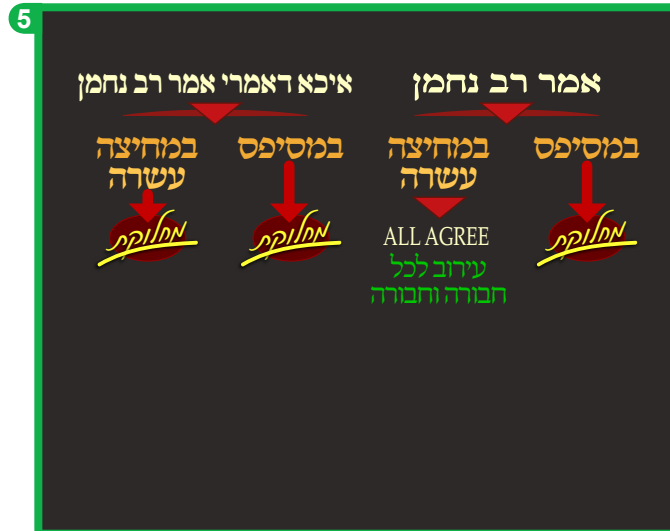 5
אמר רב נחמן
במסיפס
מחלוקת
במחיצה
עשרה
ALL AGREE
עירוב לכל
חבורה וחבורה
איכא דאמרי אמר רב נחמן
במסיפס
מחלוקת
במחיצה
עשרה
מחלוקת